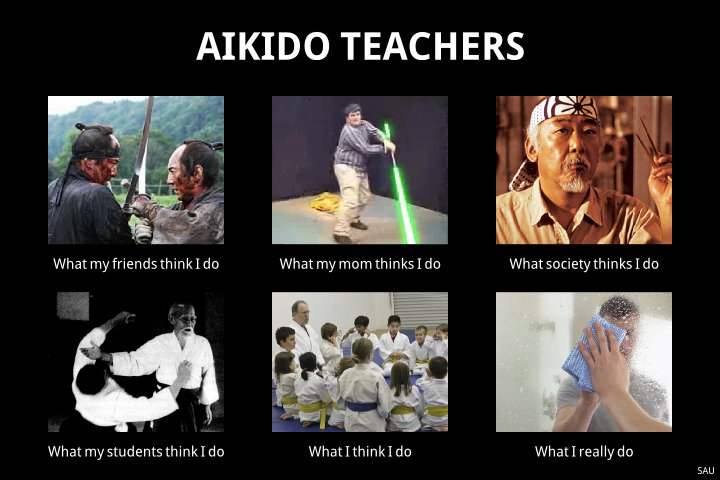 AIKIDO TEACHERS
What my friends think I do
What my mom thinks I do
What society thinks I do
What my students think I do
What I think I do
What I really do
SAU